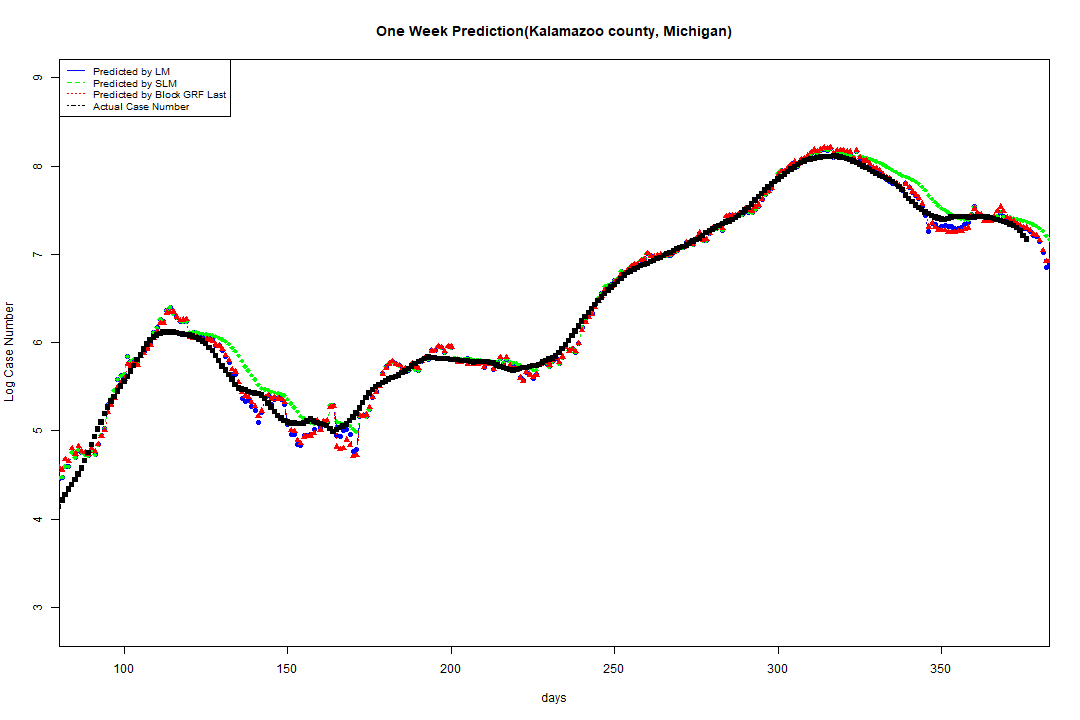 One Week Prediction(Kalamazoo county, Michigan)
Predicted by LM
Predicted by SLM
Predicted by Block GRF Last
Actual Case Number
9
8
7
6
5
4
3
Log Case Number
100 150 200 250 300 350
days